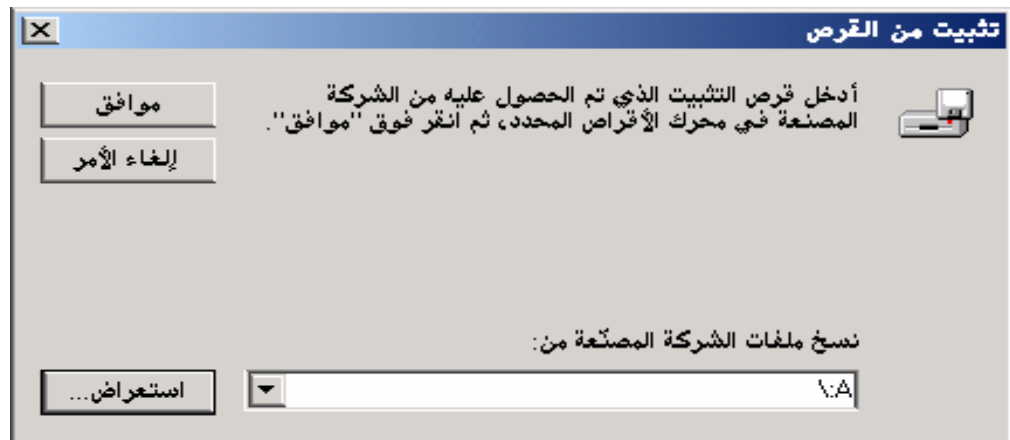 تثبيت من القرص
أدخل قرص التثبيت الذي تم الحصول عليه من الشركة
المصنعة في محرك الأقراص المحدد، ثم انقر فوق "موافق".
موافق
إلغاء الأمر
نسخ ملفات الشركة المصنّعة من:
\:A
استعراض...